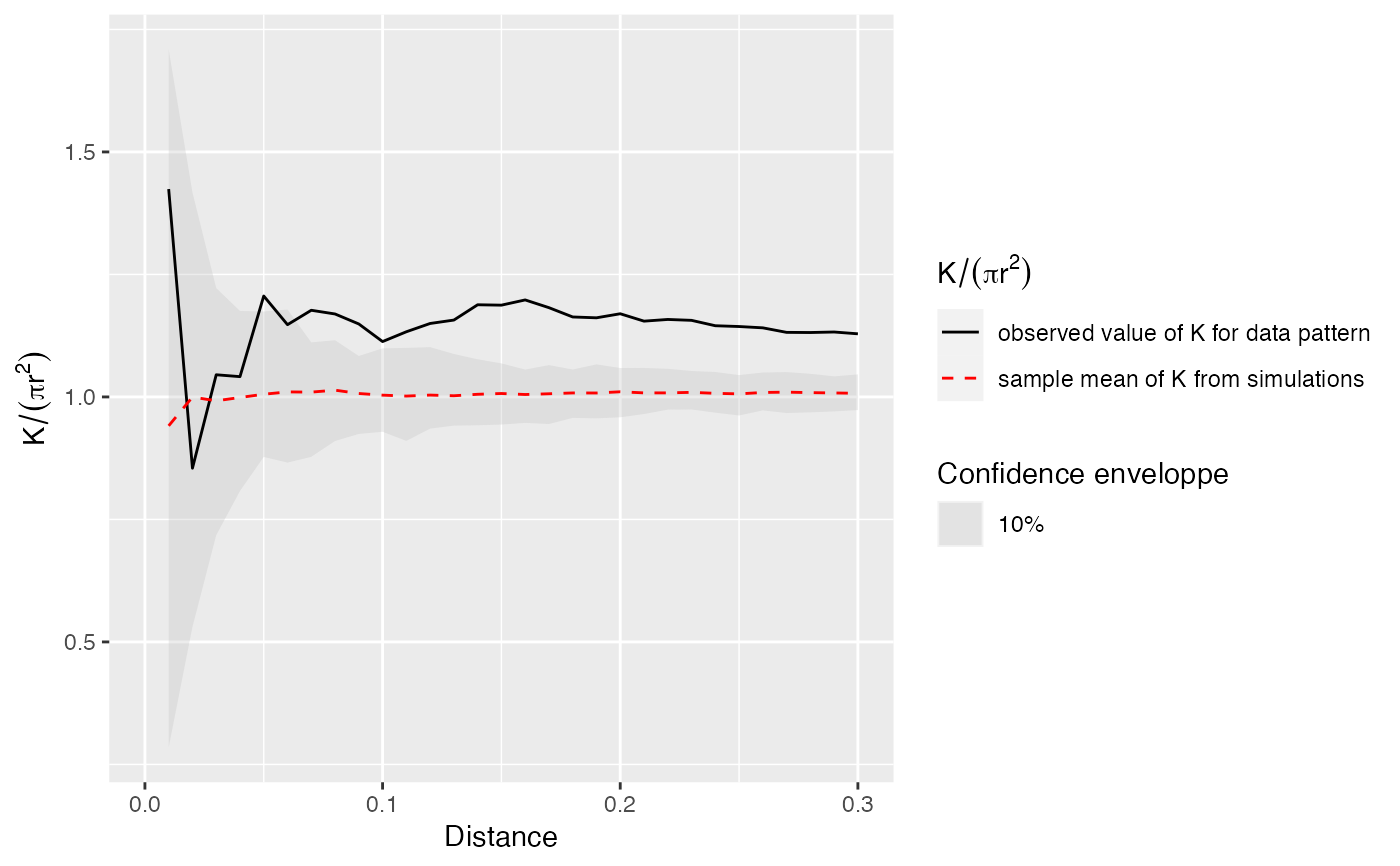 1.5
1.0
0.5
K/(πr²)
0.0
0.1
0.2
0.3
Distance
K/(πr²)
observed value of K for data pattern
sample mean of K from simulations
Confidence enveloppe
10%